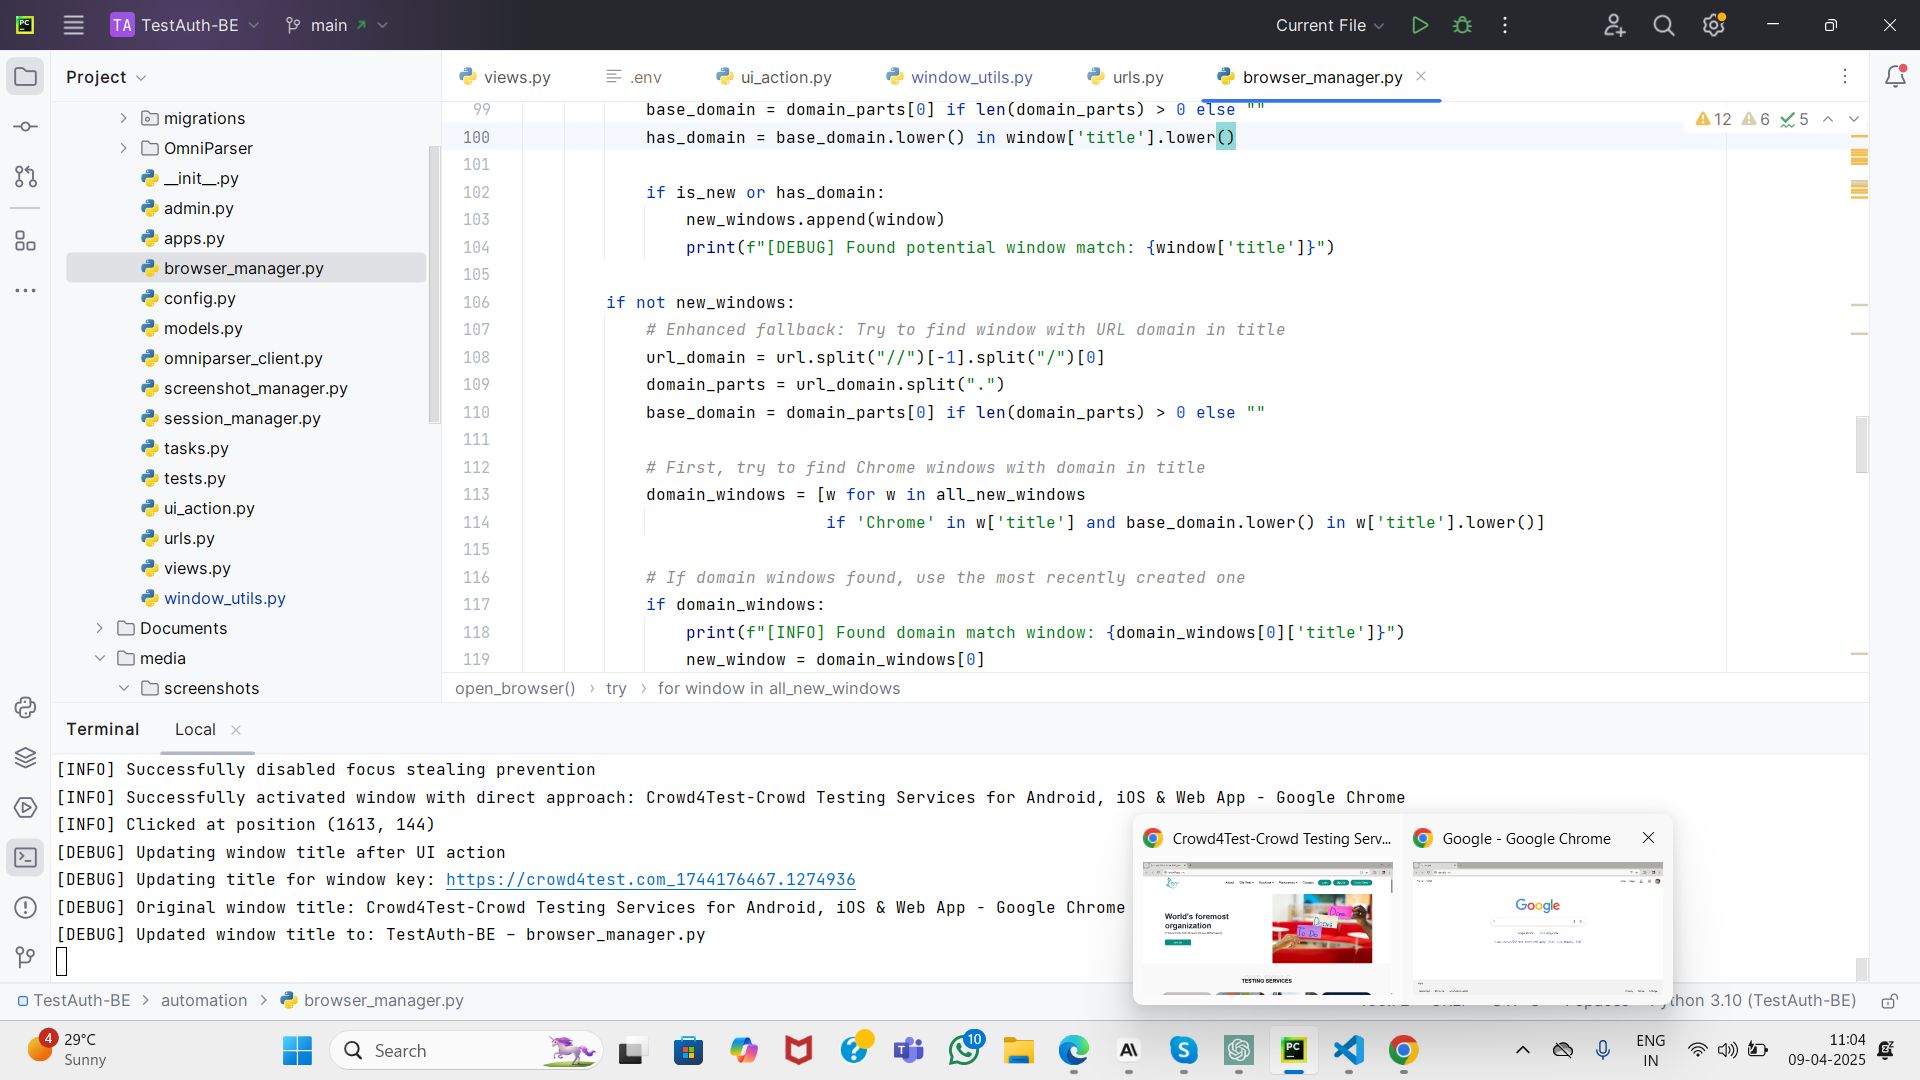 TA TestAuth-BE main Current File
Project
views.py .env ui_action.py window_utils.py urls.py browser_manager.py
migrations
OmniParser
__init__.py
admin.py
apps.py
browser_manager.py
config.py
models.py
omniparser_client.py
screenshot_manager.py
session_manager.py
tasks.py
tests.py
ui_action.py
urls.py
views.py
window_utils.py
Documents
media
screenshots
12 6 5
99 base_domain = domain_parts[0] if len(domain_parts) > 0 else ""
100 has_domain = base_domain.lower() in window['title'].lower()
101
102 if is_new or has_domain:
103 new_windows.append(window)
104 print(f"[DEBUG] Found potential window match: {window['title']}")
105
106 if not new_windows:
107 # Enhanced fallback: Try to find window with URL domain in title
108 url_domain = url.split("//")[-1].split("/")[0]
109 domain_parts = url_domain.split(".")
110 base_domain = domain_parts[0] if len(domain_parts) > 0 else ""
111
112 # First, try to find Chrome windows with domain in title
113 domain_windows = [w for w in all_new_windows
114 if 'Chrome' in w['title'] and base_domain.lower() in w['title'].lower()]
115
116 # If domain windows found, use the most recently created one
117 if domain_windows:
118 print(f"[INFO] Found domain match window: {domain_windows[0]['title']}")
119 new_window = domain_windows[0]
open_browser() › try › for window in all_new_windows
Terminal Local
[INFO] Successfully disabled focus stealing prevention
[INFO] Successfully activated window with direct approach: Crowd4Test-Crowd Testing Services for Android, iOS & Web App - Google Chrome
[INFO] Clicked at position (1613, 144)
[DEBUG] Updating window title after UI action
[DEBUG] Updating title for window key: https://crowd4test.com_1744176467.1274936
[DEBUG] Original window title: Crowd4Test-Crowd Testing Services for Android, iOS & Web App - Google Chrome
[DEBUG] Updated window title to: TestAuth-BE – browser_manager.py
Crowd4Test-Crowd Testing Serv...
World's foremost
organization
Done
To Do
TESTING SERVICES
Google - Google Chrome
Google
TestAuth-BE > automation > browser_manager.py
Python 3.10 (TestAuth-BE)
4
29°C
Sunny
Search
10
ENG
IN
11:04
09-04-2025